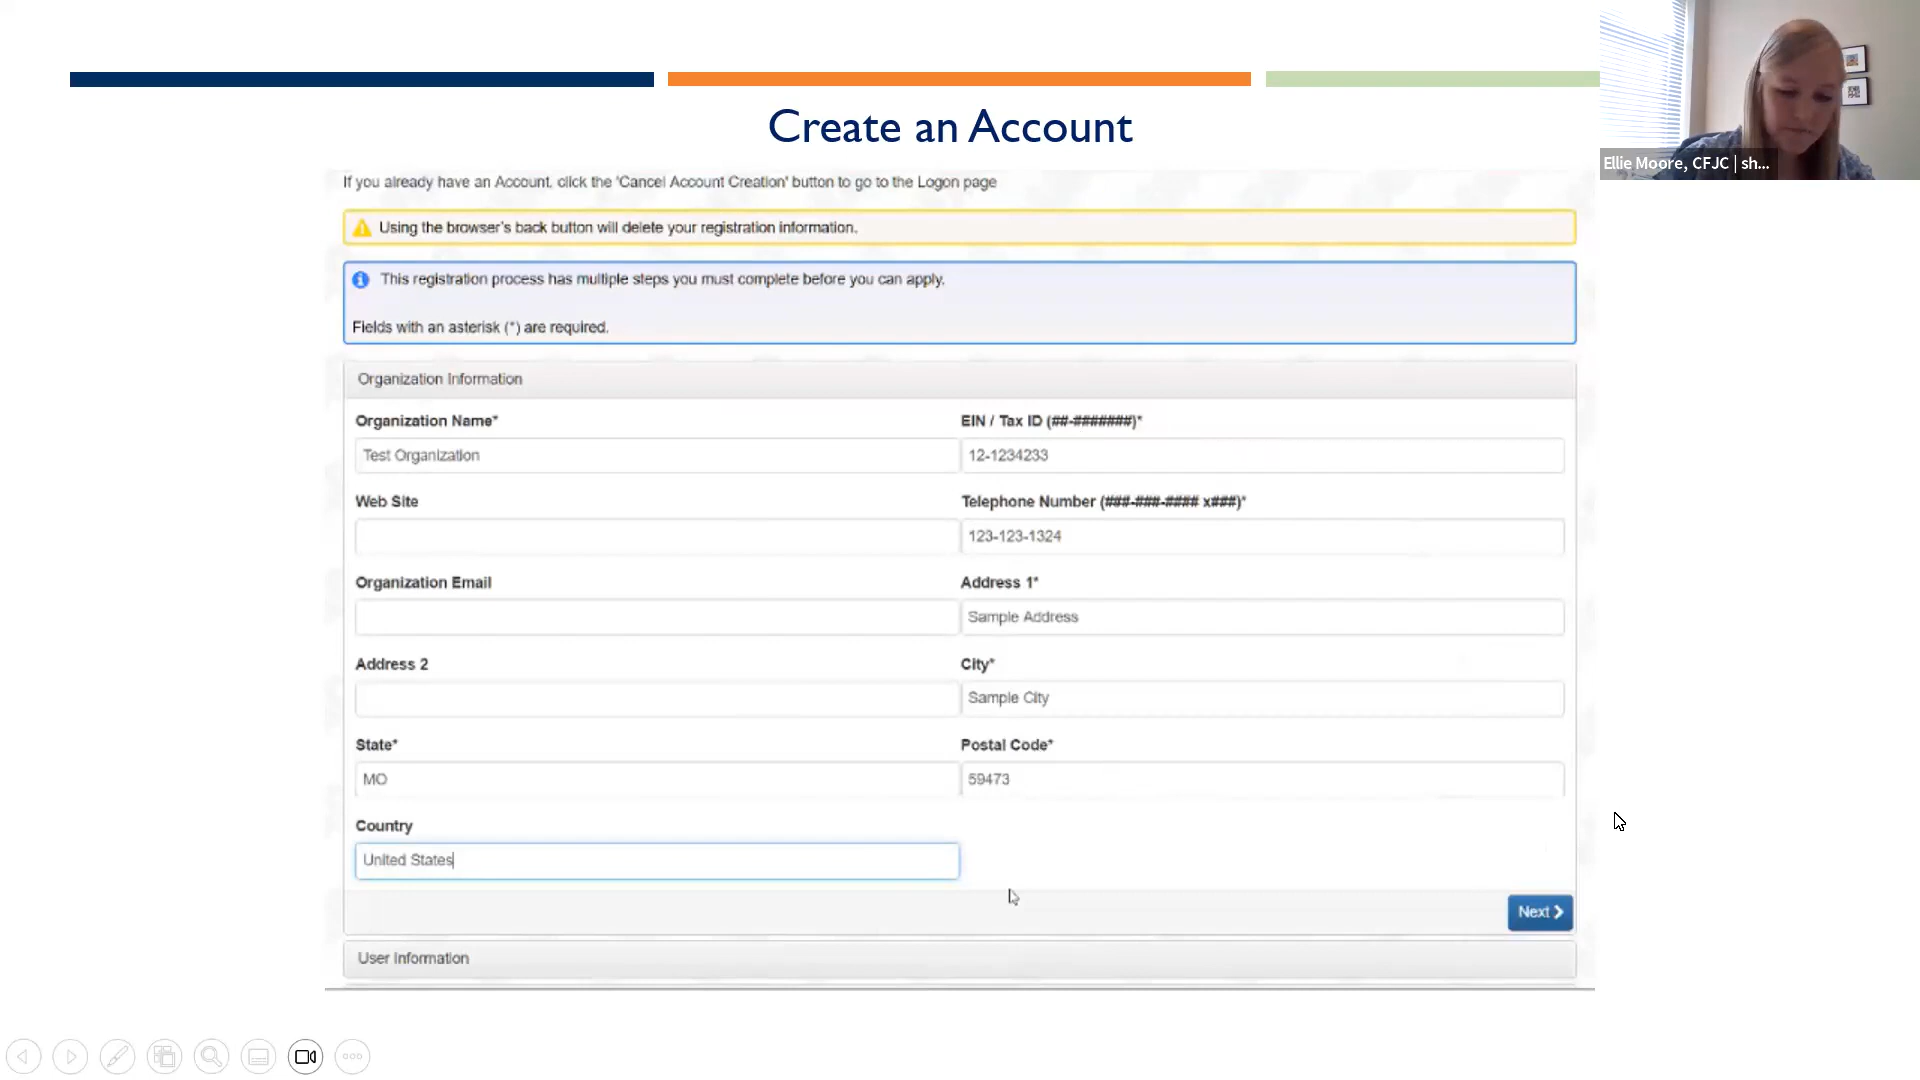 Create an Account
Ellie Moore, CFJC | sh...
If you already have an Account, click the 'Cancel Account Creation' button to go to the Logon page
Using the browser's back button will delete your registration information.
This registration process has multiple steps you must complete before you can apply.
Fields with an asterisk (*) are required.
Organization Information
Organization Name*
EIN / Tax ID (##-#######)*
Test Organization
12-1234233
Web Site
Telephone Number (###-###-#### x###)*
123-123-1324
Organization Email
Address 1*
Sample Address
Address 2
City*
Sample City
State*
Postal Code*
MO
59473
Country
United States
Next
User Information